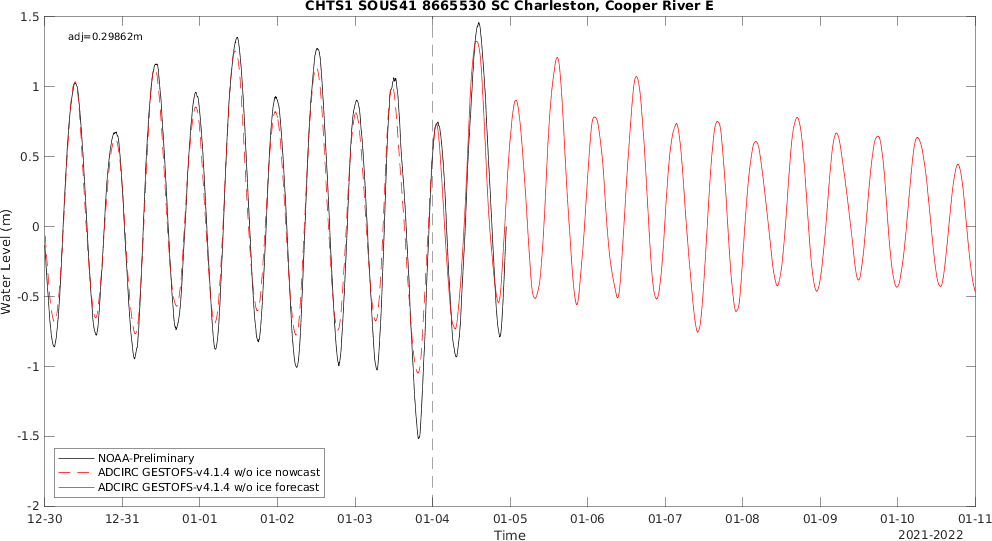 CHTS1 SOUS41 8665530 SC Charleston, Cooper River E
adj=0.29862m
1.5
1
0.5
0
-0.5
-1
-1.5
-2
Water Level (m)
NOAA-Preliminary
ADCIRC GESTOFS-v4.1.4 w/o ice nowcast
ADCIRC GESTOFS-v4.1.4 w/o ice forecast
12-30 12-31 01-01 01-02 01-03 01-04 01-05 01-06 01-07 01-08 01-09 01-10 01-11
Time
2021-2022